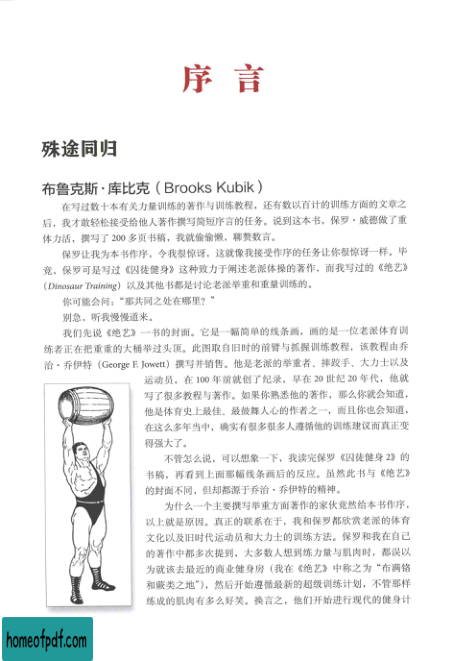 序 言
殊途同归
布鲁克斯·库比克（Brooks Kubik）
在写过数十本有关力量训练的著作与训练教程，还有数以百计的训练方面的文章之
后，我才敢轻松接受给他人著作撰写简短序言的任务。说到这本书，保罗·威德做了重
体力活，撰写了 200 多页书稿，我就偷偷懒，聊赘数言。
保罗让我为本书作序，令我很惊讶，这就像我接受作序的任务让你很惊讶一样。毕
竟，保罗可是写过《囚徒健身》这种致力于阐述老派体操的著作，而我写过的《绝艺》
（Dinosaur Training）以及其他书都是讨论老派举重和重量训练的。
你可能会问：“那共同之处在哪里？”
别急，听我慢慢道来。
我们先说《绝艺》一书的封面。它是一幅简单的线条画，画的是一位老派体育训
练者正在把重重的大桶举过头顶。此图取自旧时的前臂与抓握训练教程，该教程由乔
治·乔伊特（George F. Jowett）撰写并销售。他是老派的举重者、摔跤手、大力士以及
运动员，在 100 年前就创了纪录，早在 20 世纪 20 年代，他就
写了很多教程与著作。如果你熟悉他的著作，那么你就会知道，
他是体育史上最佳、最鼓舞人心的作者之一，而且你也会知道，
在这么多年当中，确实有很多很多人遵循他的训练建议而真正变
得强大了。
不管怎么说，可以想象一下，我读完保罗《囚徒健身 2》的
书稿，再看到上面那幅线条画后的反应。虽然此书与《绝艺》
的封面不同，但却都源于乔治·乔伊特的精神。
为什么一个主要撰写举重方面著作的家伙竟然给本书作序，
以上就是原因。真正的联系在于，我和保罗都欣赏老派的体育
文化以及旧时代运动员和大力士的训练方法。保罗和我在自己
的著作中都多次提到，大多数人想到练力量与肌肉时，都误以
为就该去最近的商业健身房（我在《绝艺》中称之为“布满铬
和蕨类之地”），然后开始遵循最新的超级训练计划，不管那样
练成的肌肉有多么好笑。换言之，他们开始进行现代的健身计
homeofpdf.com